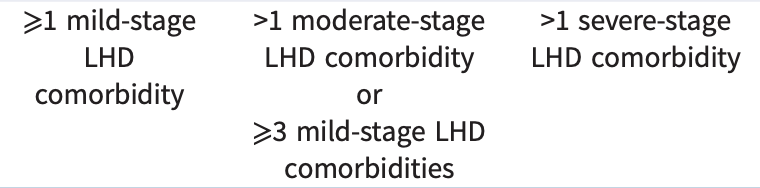 ⩾1 mild-stage
LHD
comorbidity
>1 moderate-stage
LHD comorbidity
or
⩾3 mild-stage LHD
comorbidities
>1 severe-stage
LHD comorbidity